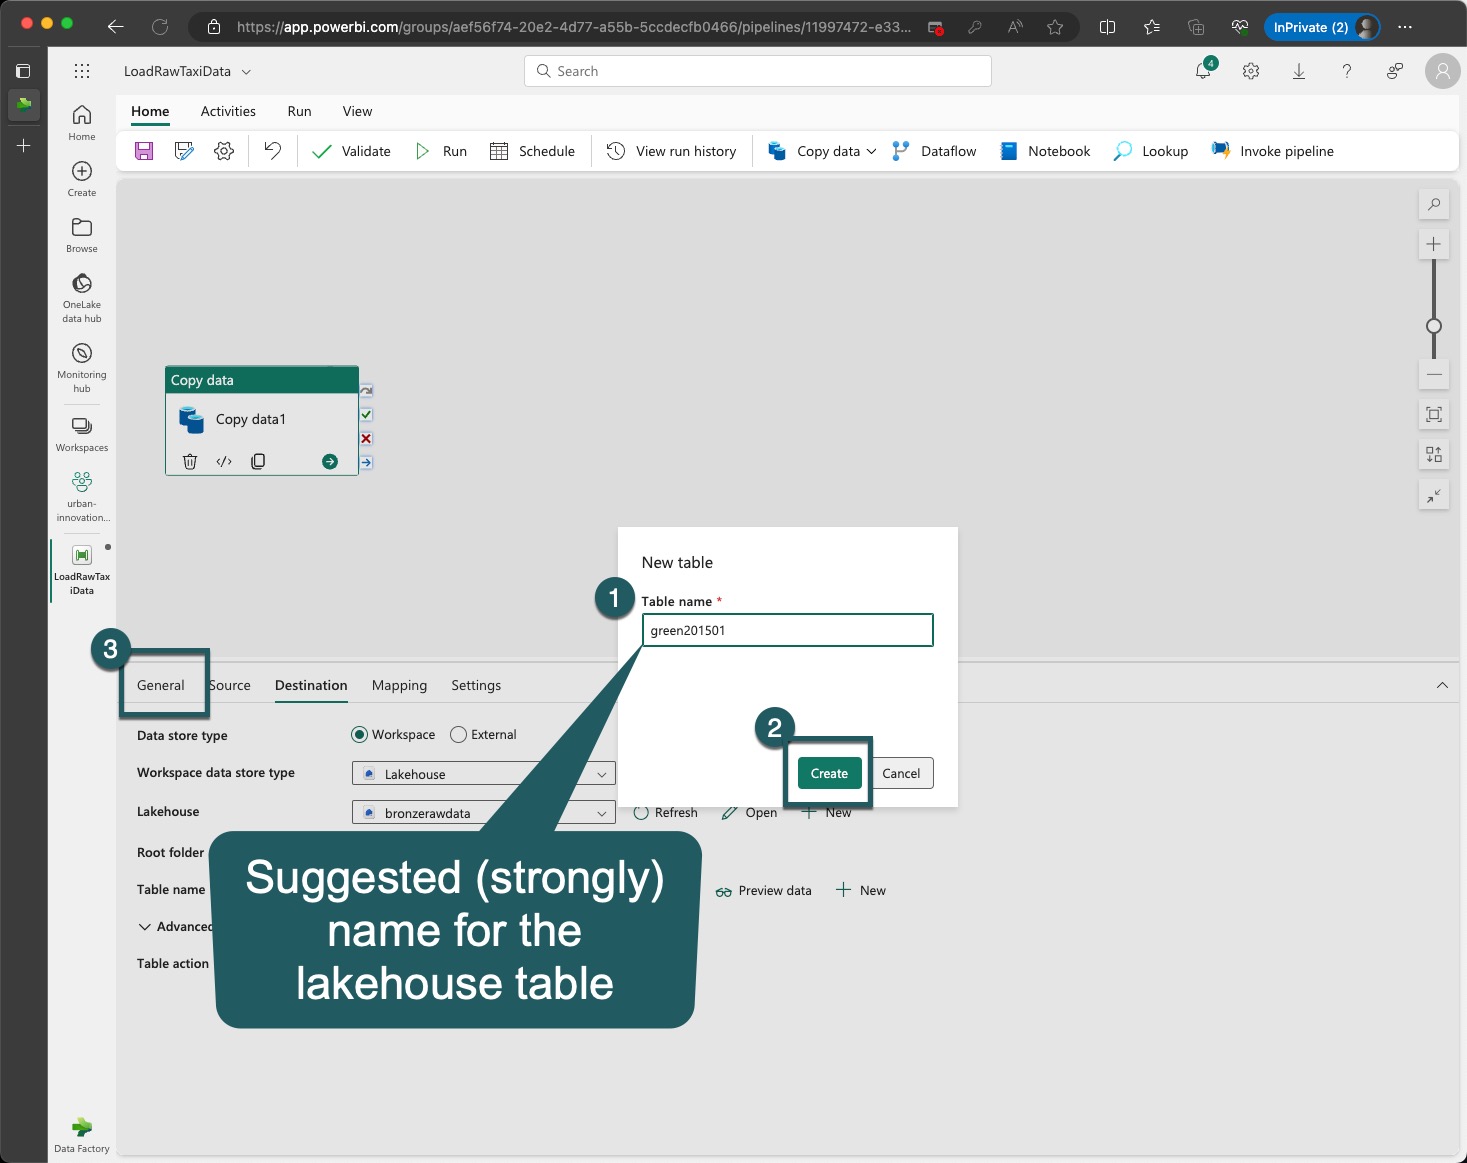 https://app.powerbi.com/groups/aef56f74-20e2-4d77-a55b-5ccdecfb0466/pipelines/11997472-e33...
InPrivate (2)
LoadRawTaxiData
Search
4
Home
Activities
Run
View
Validate
Run
Schedule
View run history
Copy data
Dataflow
Notebook
Lookup
Invoke pipeline
Home
Create
Browse
OneLake
data hub
Monitoring
hub
Workspaces
urban-
innovation...
LoadRawTax
iData
Data Factory
Copy data
Copy data1
New table
1
Table name *
green201501
2
Create
Cancel
3
General
Source
Destination
Mapping
Settings
Data store type
Workspace
External
Workspace data store type
Lakehouse
Lakehouse
bronzerawdata
Refresh
Open
New
Root folder
Table name
Preview data
New
Advanced
Table action
Suggested (strongly)
name for the
lakehouse table